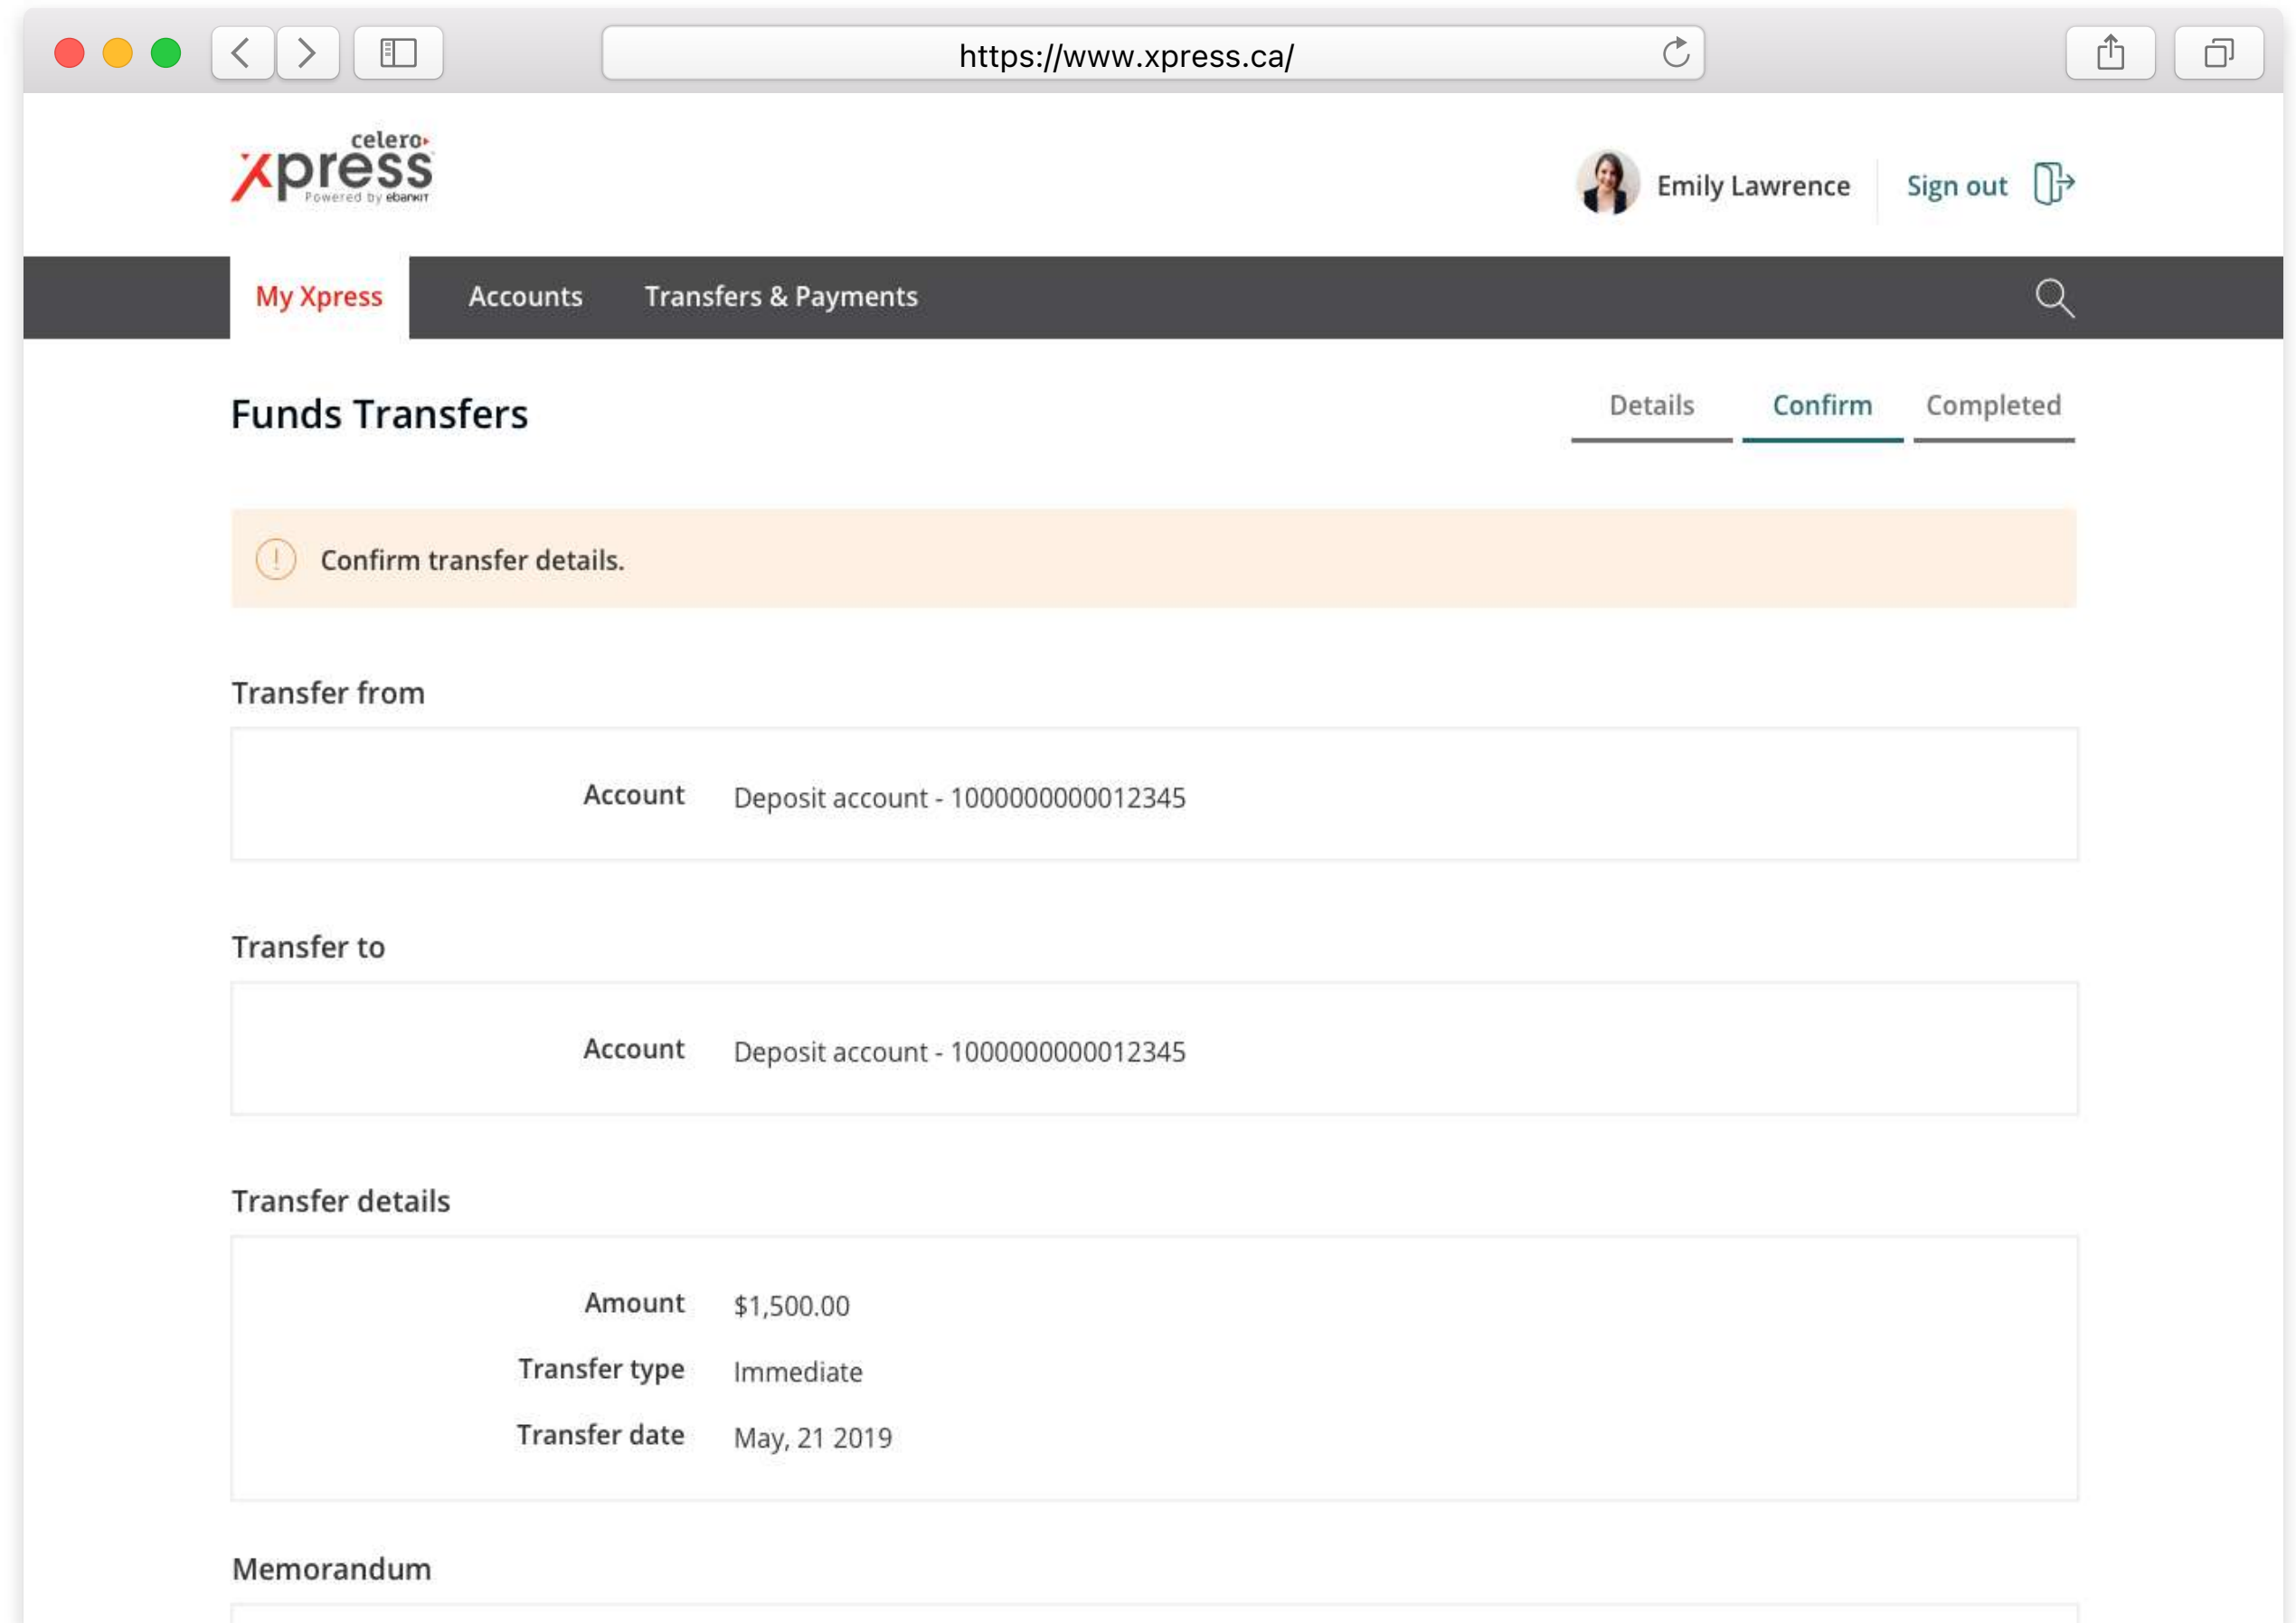 https://www.xpress.ca/
celero
xpress
Powered by ebankIT
Emily Lawrence
Sign out
My Xpress
Accounts
Transfers & Payments
Funds Transfers
Details
Confirm
Completed
Confirm transfer details.
Transfer from
Account Deposit account - 1000000000012345
Transfer to
Account Deposit account - 1000000000012345
Transfer details
Amount $1,500.00
Transfer type Immediate
Transfer date May, 21 2019
Memorandum